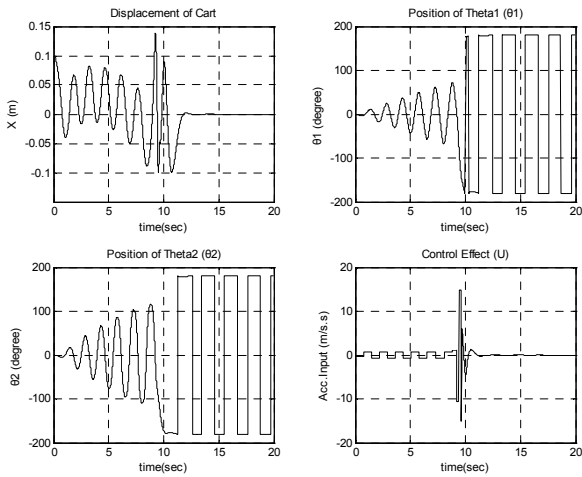 Displacement of Cart
0.15
0.1
0.05
0
-0.05
-0.1
X (m)
0 5 10 15 20
time(sec)
Position of Theta1 (θ1)
200
100
0
-100
-200
θ1 (degree)
0 5 10 15 20
time(sec)
Position of Theta2 (θ2)
200
100
0
-100
-200
θ2 (degree)
0 5 10 15 20
time(sec)
Control Effect (U)
20
10
0
-10
-20
Acc.Input (m/s.s)
0 5 10 15 20
time(sec)